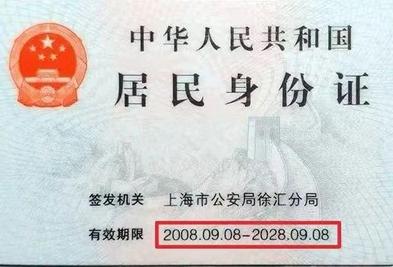 中华人民共和国
居民身份证
签发机关 上海市公安局徐汇分局
有效期限 2008.09.08-2028.09.08